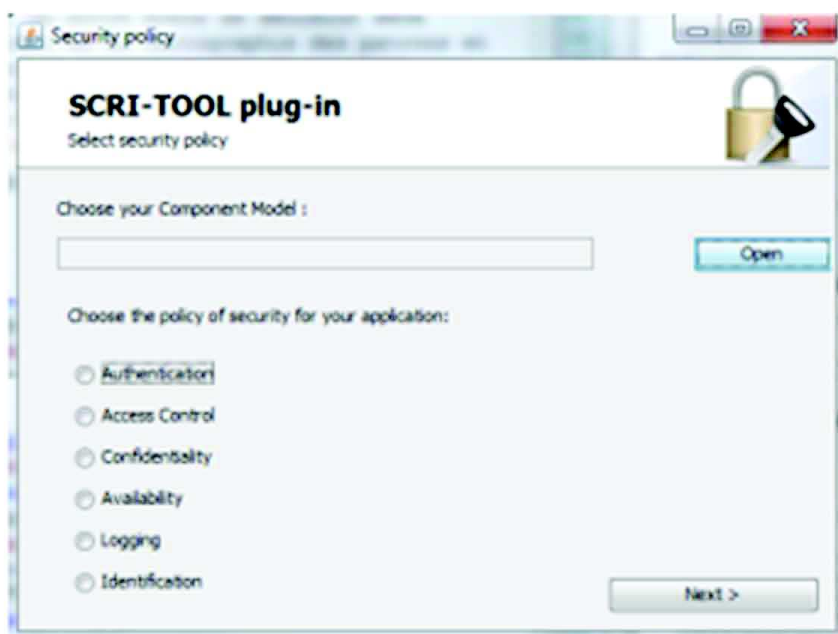 Security policy
SCRI-TOOL plug-in
Select security policy
Choose your Component Model :
Open
Choose the policy of security for your application:
Authentication
Access Control
Confidentiality
Availability
Logging
Identification
Next >